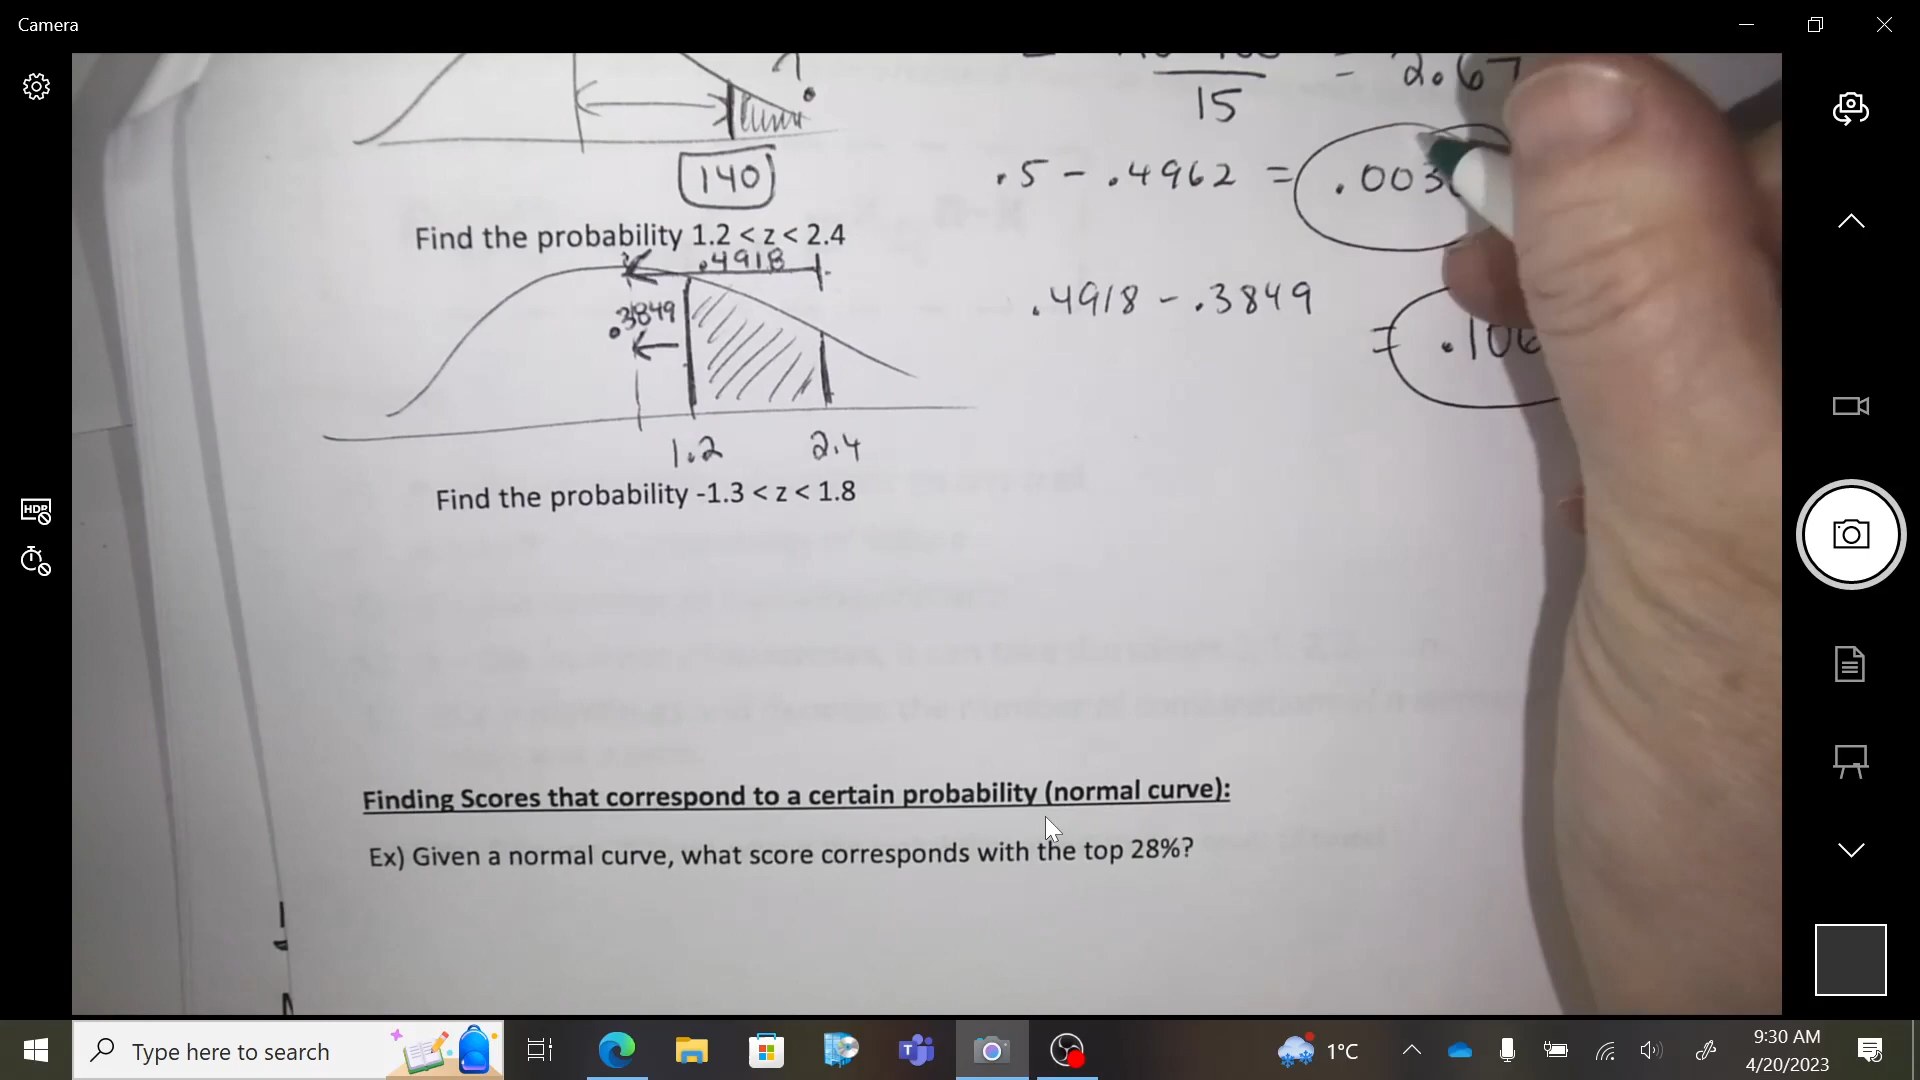 Camera
?
= 2.67
15
140
.5 - .4962 =
Find the probability 1.2 < z < 2.4
.4918
.3849
.4918 - .3849
=
1.2 2.4
Find the probability -1.3 < z < 1.8
Finding Scores that correspond to a certain probability (normal curve):
Ex) Given a normal curve, what score corresponds with the top 28%?
HDR
Type here to search
1°C
9:30 AM
4/20/2023